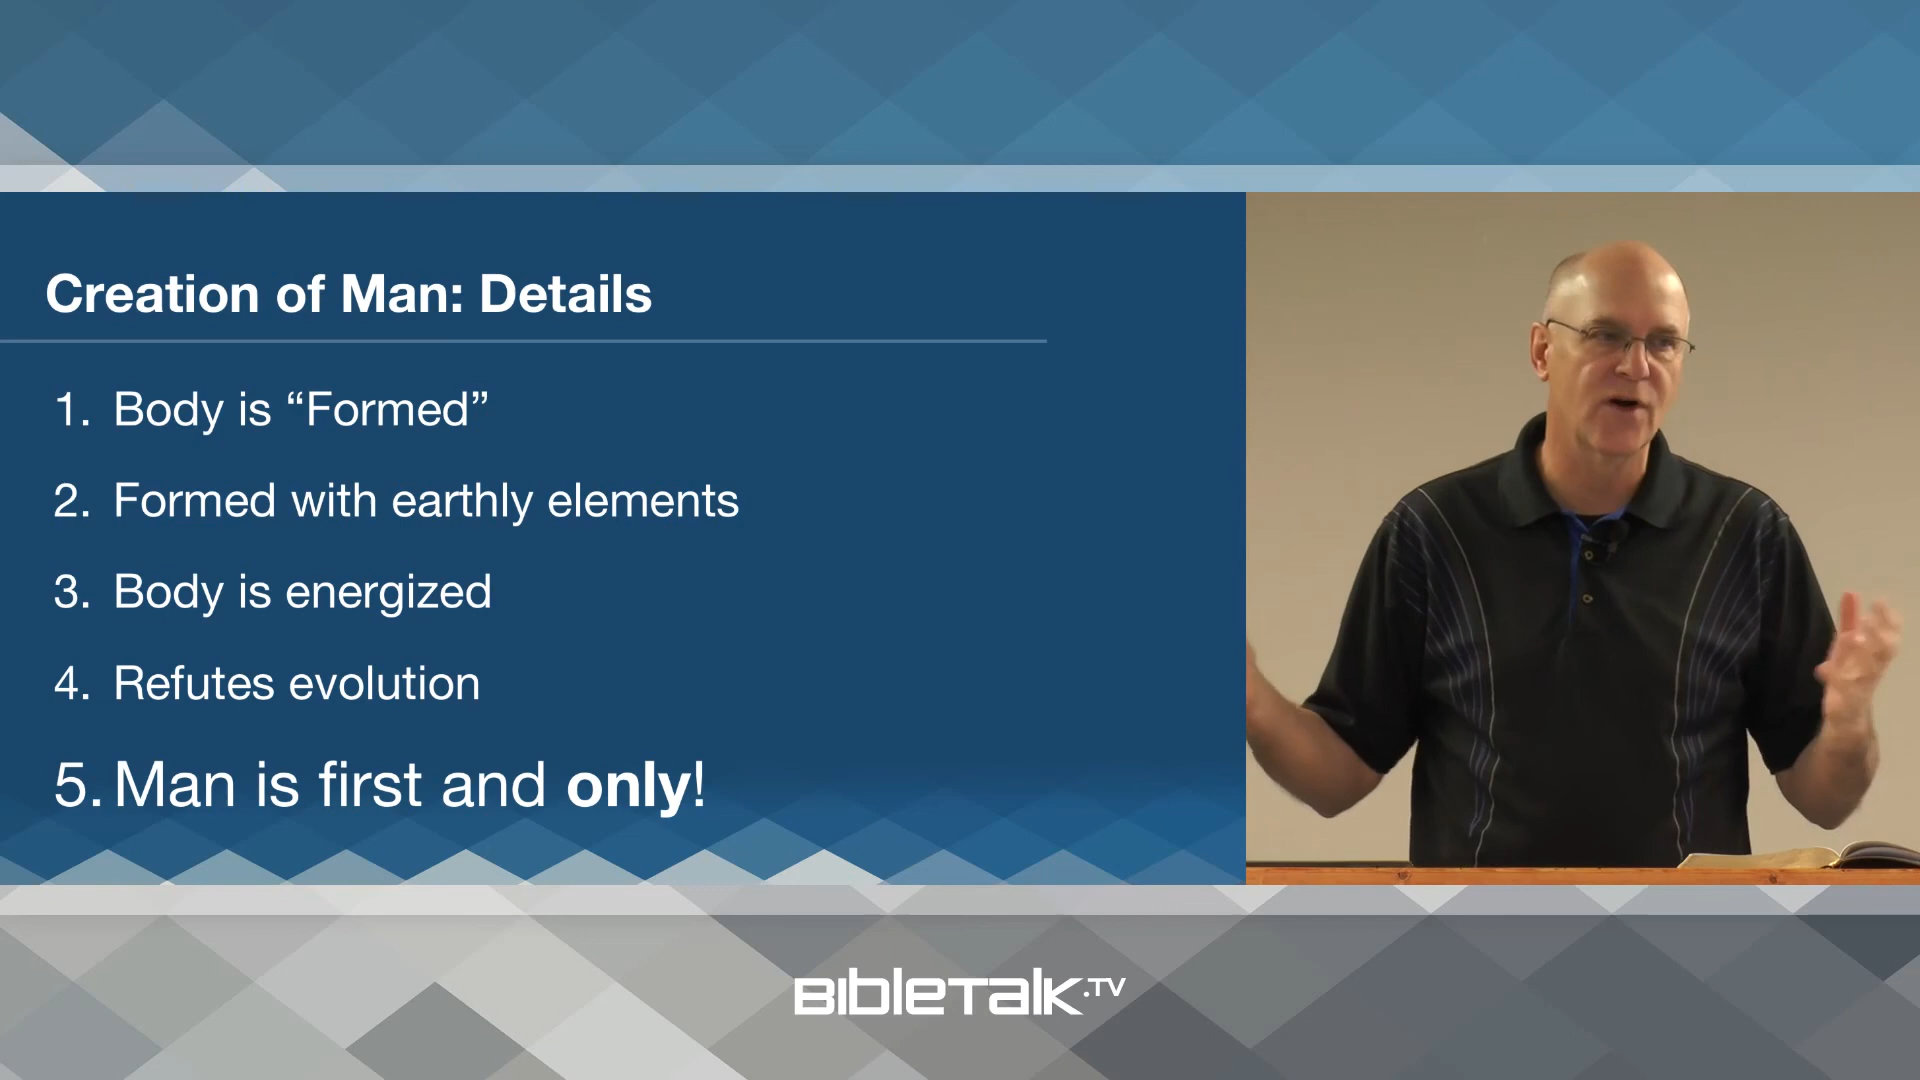 Creation of Man: Details
1. Body is “Formed”
2. Formed with earthly elements
3. Body is energized
4. Refutes evolution
5. Man is first and only!
BibleTalk.TV